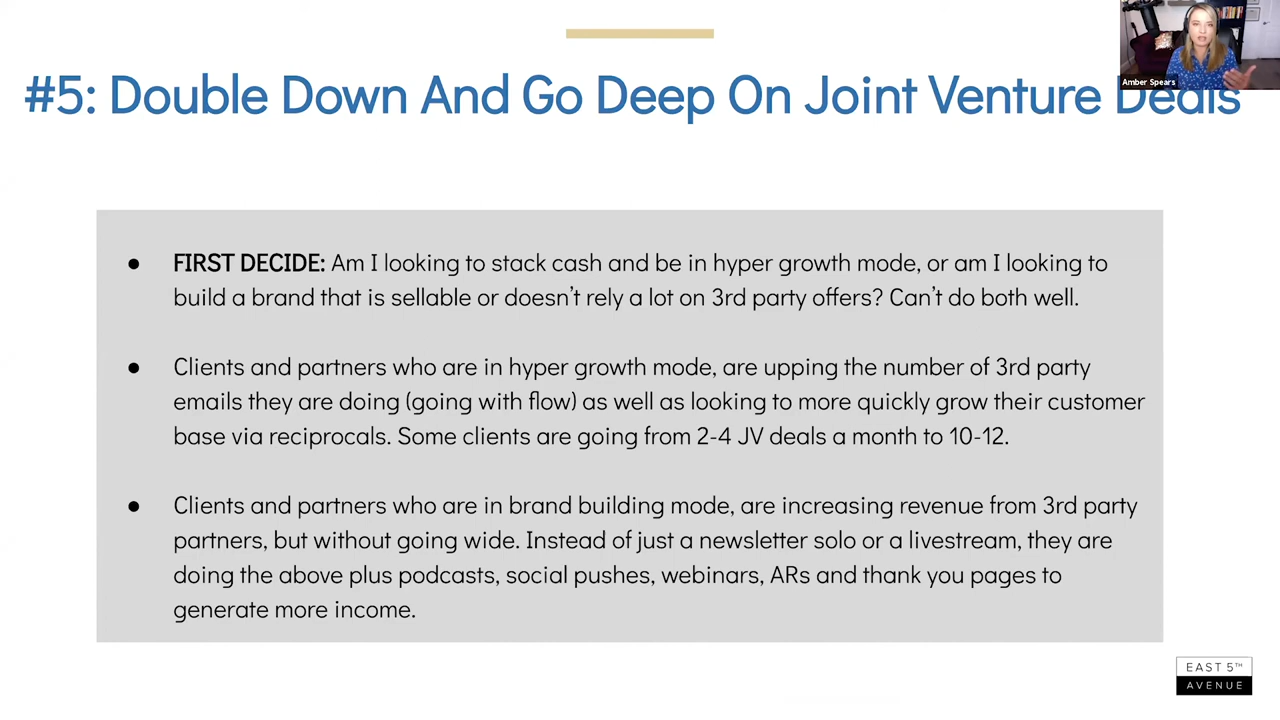 Amber Spears
#5: Double Down And Go Deep On Joint Venture Deals
● FIRST DECIDE: Am I looking to stack cash and be in hyper growth mode, or am I looking to
build a brand that is sellable or doesn't rely a lot on 3rd party offers? Can't do both well.
● Clients and partners who are in hyper growth mode, are upping the number of 3rd party
emails they are doing (going with flow) as well as looking to more quickly grow their customer
base via reciprocals. Some clients are going from 2-4 JV deals a month to 10-12.
● Clients and partners who are in brand building mode, are increasing revenue from 3rd party
partners, but without going wide. Instead of just a newsletter solo or a livestream, they are
doing the above plus podcasts, social pushes, webinars, ARs and thank you pages to
generate more income.
EAST 5TH
AVENUE